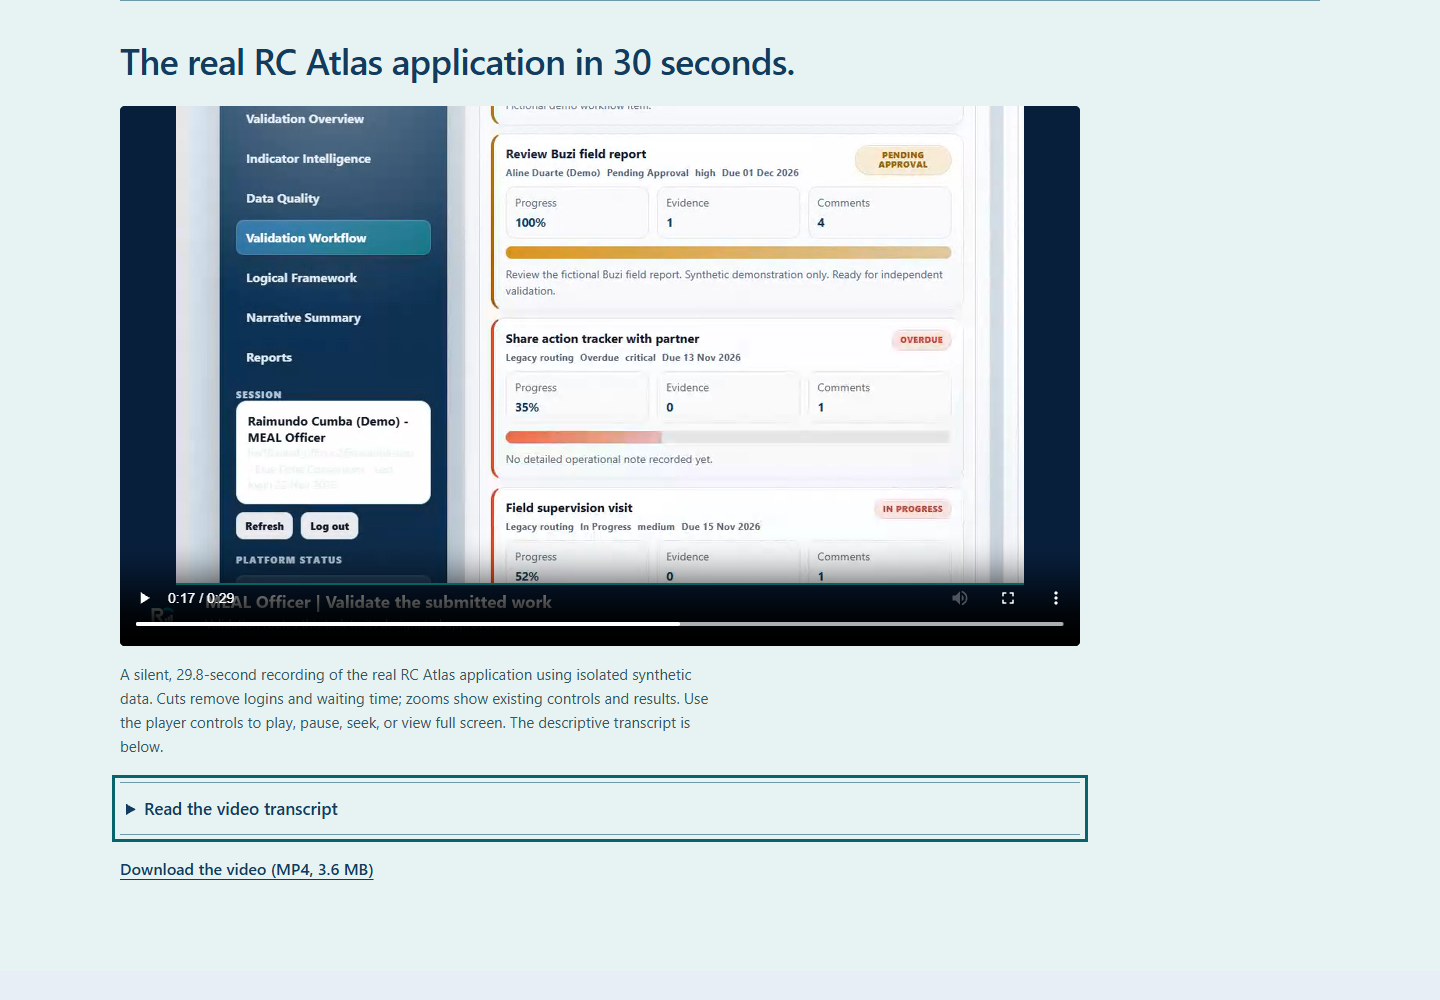 The real RC Atlas application in 30 seconds.
Validation Overview
Indicator Intelligence
Data Quality
Validation Workflow
Logical Framework
Narrative Summary
Reports
SESSION
Raimundo Cumba (Demo) -
MEAL Officer
Refresh
Log out
PLATFORM STATUS
Fictional demo workflow item.
Review Buzi field report
PENDING
APPROVAL
Aline Duarte (Demo) Pending Approval high Due 01 Dec 2026
Progress
100%
Evidence
1
Comments
4
Review the fictional Buzi field report. Synthetic demonstration only. Ready for independent
validation.
Share action tracker with partner
OVERDUE
Legacy routing Overdue critical Due 13 Nov 2026
Progress
35%
Evidence
0
Comments
1
No detailed operational note recorded yet.
Field supervision visit
IN PROGRESS
Legacy routing In Progress medium Due 15 Nov 2026
Progress
52%
Evidence
0
Comments
1
0:17 / 0:29
MEAL Officer | Validate the submitted work
A silent, 29.8-second recording of the real RC Atlas application using isolated synthetic
data. Cuts remove logins and waiting time; zooms show existing controls and results. Use
the player controls to play, pause, seek, or view full screen. The descriptive transcript is
below.
Read the video transcript
Download the video (MP4, 3.6 MB)